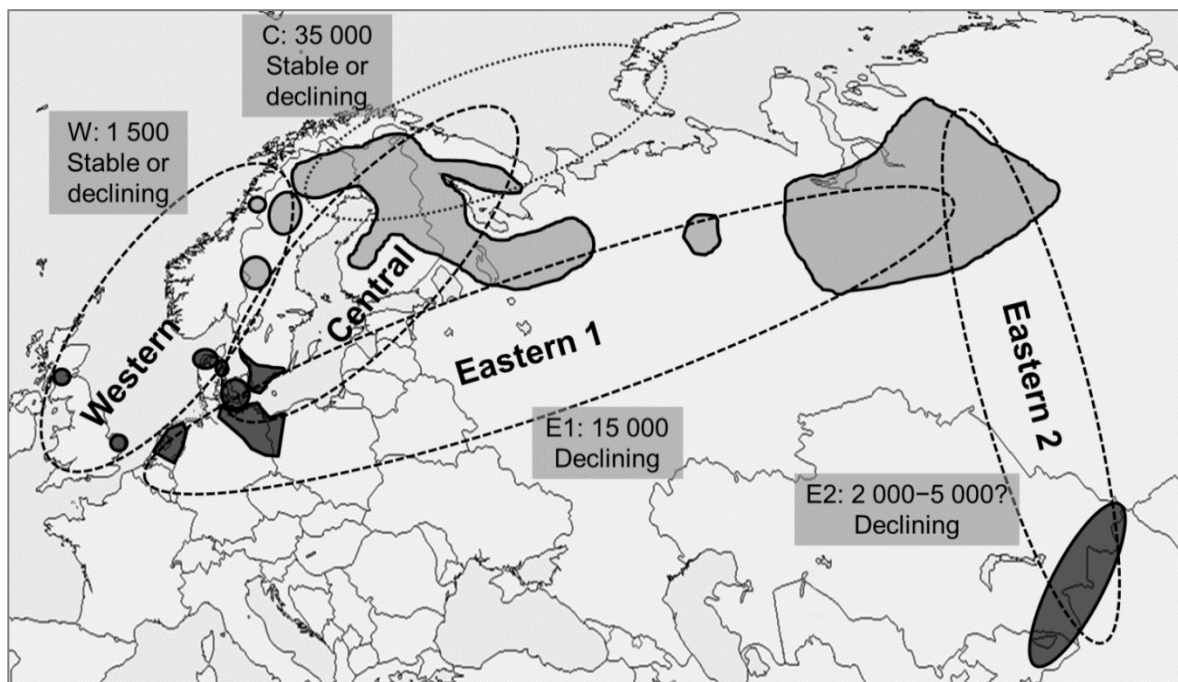 C: 35 000
Stable or
declining
W: 1 500
Stable or
declining
Western
Central
Eastern 1
Eastern 2
E1: 15 000
Declining
E2: 2 000−5 000?
Declining